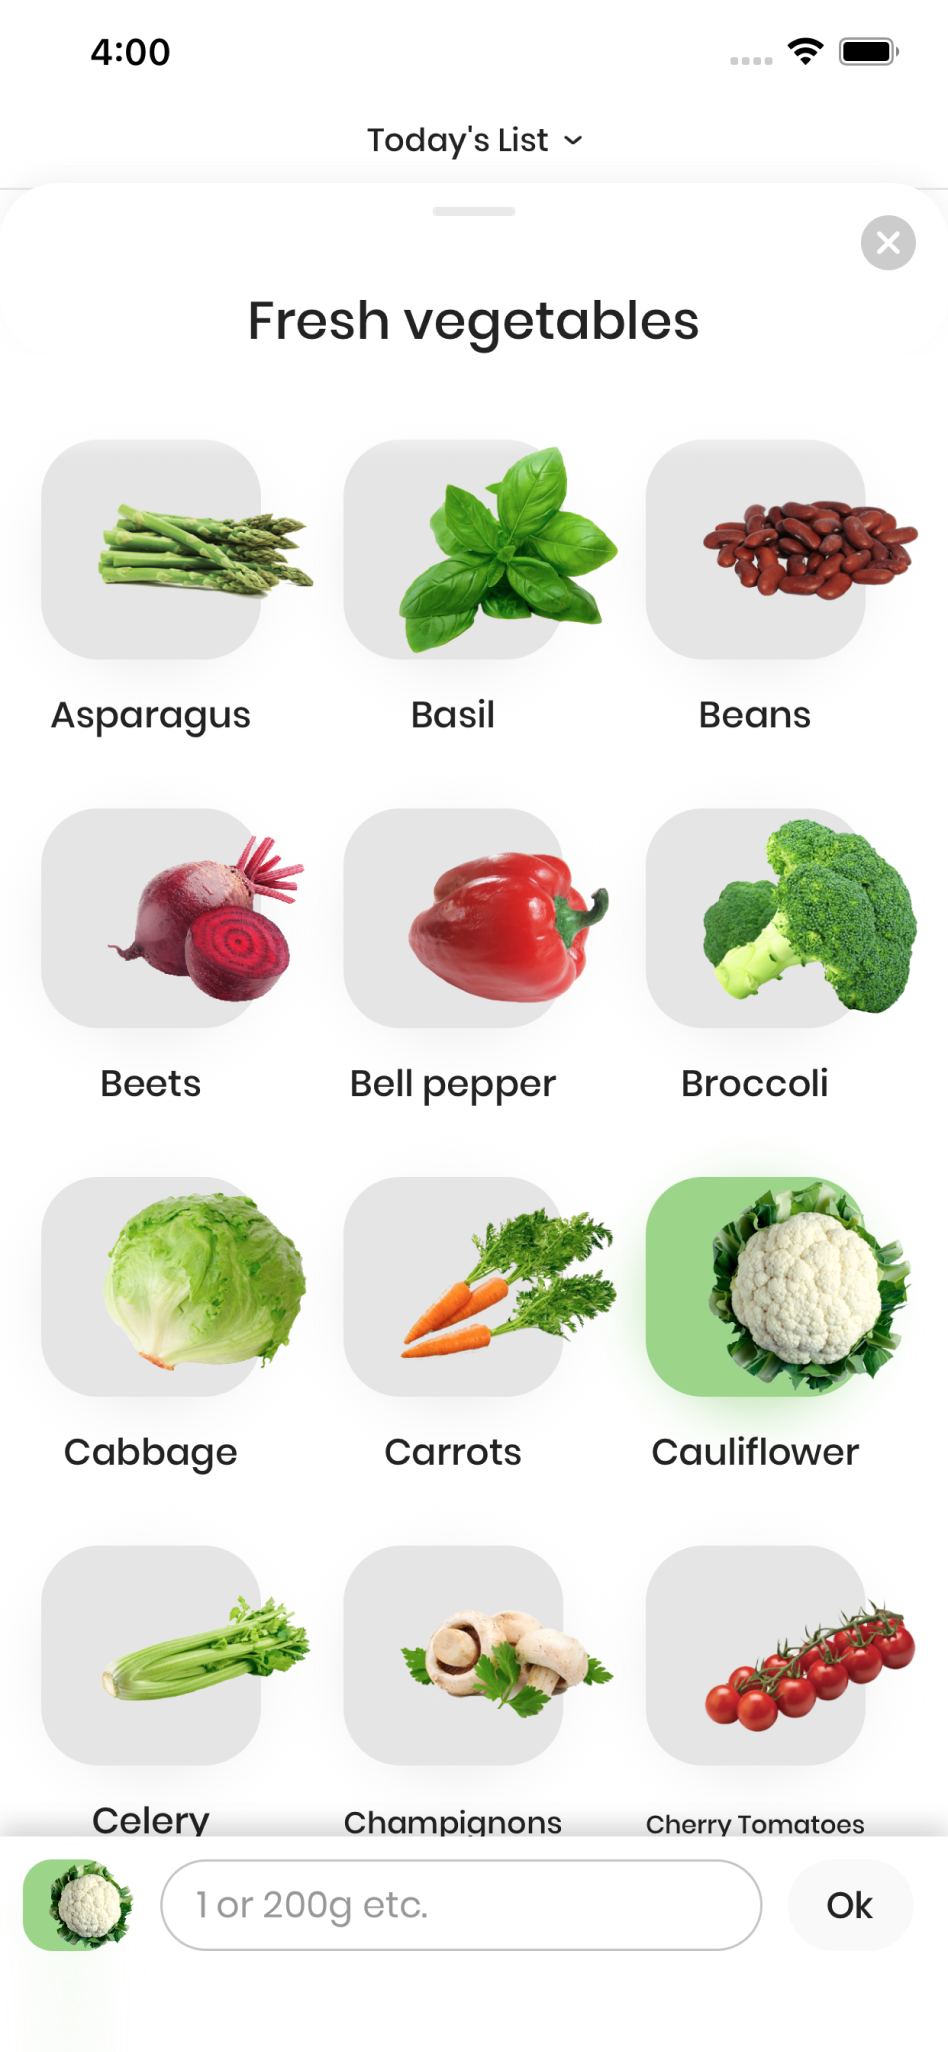 4:00
Today's List
Fresh vegetables
Asparagus
Basil
Beans
Beets
Bell pepper
Broccoli
Cabbage
Carrots
Cauliflower
Celery
Champignons
Cherry Tomatoes
1 or 200g etc.
Ok